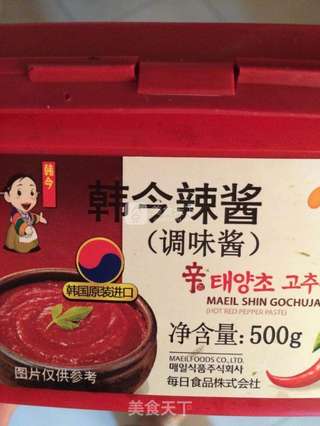 韩今
韩今辣酱
（调味酱）
韩国原装进口
辛 태양초 고추
MAEIL SHIN GOCHUJA
(HOT RED PEPPER PASTE)
净含量: 500g
MAEILFOODS CO., LTD.
매일식품주식회사
每日食品株式会社
图片仅供参考
美食天下